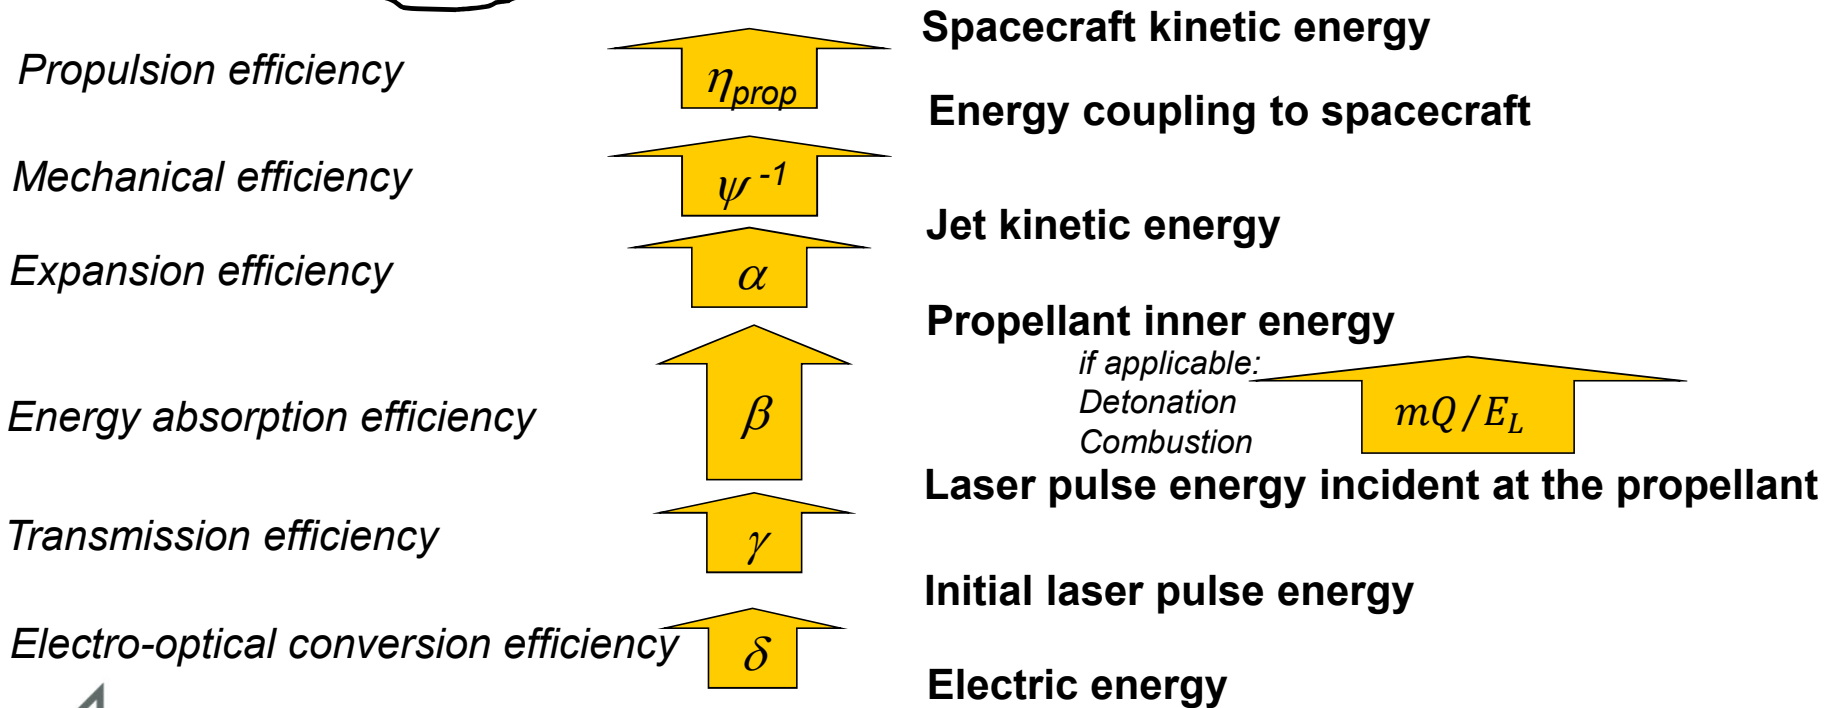 Spacecraft kinetic energy
Propulsion efficiency
η_prop
Energy coupling to spacecraft
Mechanical efficiency
ψ⁻¹
Jet kinetic energy
Expansion efficiency
α
Propellant inner energy
if applicable:
Detonation
Combustion
mQ/E_L
Energy absorption efficiency
β
Laser pulse energy incident at the propellant
Transmission efficiency
γ
Initial laser pulse energy
Electro-optical conversion efficiency
δ
Electric energy